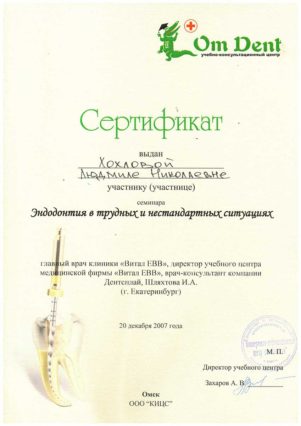 Om Dent
учебно-консультационный центр
Сертификат
выдан
Хохловой
Людмиле Николаевне
участнику (участнице)
семинара
Эндодонтия в трудных и нестандартных ситуациях
главный врач клиники «Витал ЕВВ», директор учебного центра
медицинской фирмы «Витал ЕВВ», врач-консультант компании
Дентсплай, Шляхтова И.А.
(г. Екатеринбург)
20 декабря 2007 года
М. П.
Директор учебного центра
Захаров А. В.
Омск
ООО "КИЦС"